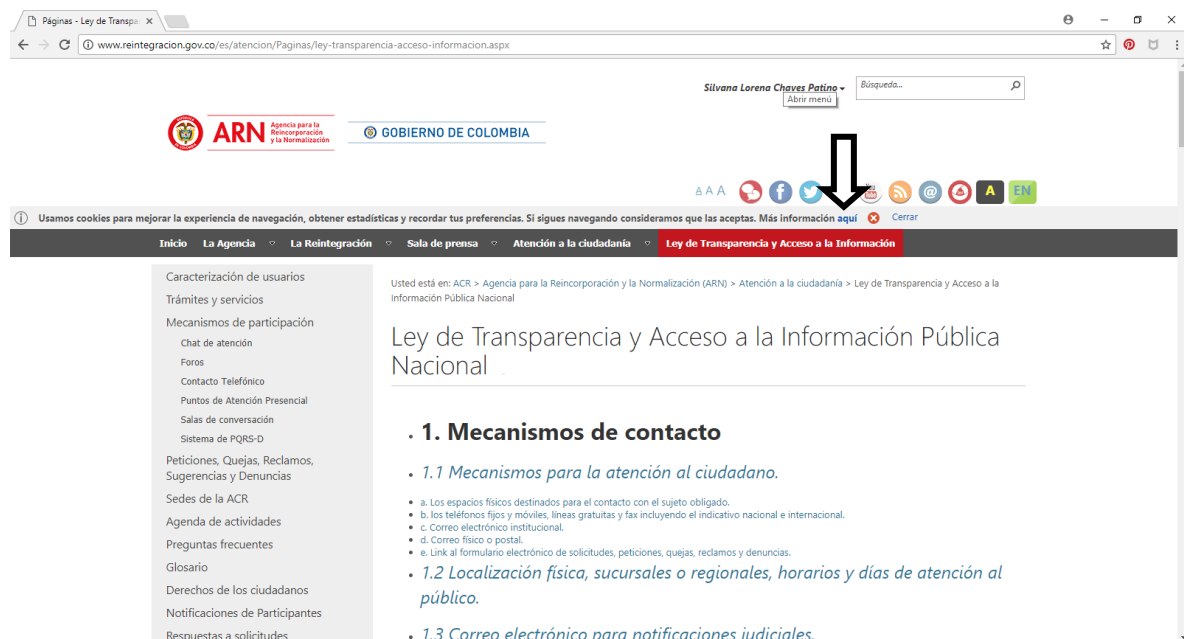 Páginas - Ley de Transpa
www.reintegracion.gov.co/es/atencion/Paginas/ley-transparencia-acceso-informacion.aspx
Silvana Lorena Chaves Patino
Búsqueda...
Abrir menú
ARN
Agencia para la
Reincorporación
y la Normalización
GOBIERNO DE COLOMBIA
A A A
A
EN
Usamos cookies para mejorar la experiencia de navegación, obtener estadísticas y recordar tus preferencias. Si sigues navegando consideramos que las aceptas. Más información aquí
Cerrar
Inicio La Agencia La Reintegración Sala de prensa Atención a la ciudadanía Ley de Transparencia y Acceso a la Información
Caracterización de usuarios
Trámites y servicios
Mecanismos de participación
Chat de atención
Foros
Contacto Telefónico
Puntos de Atención Presencial
Salas de conversación
Sistema de PQRS-D
Peticiones, Quejas, Reclamos,
Sugerencias y Denuncias
Sedes de la ACR
Agenda de actividades
Preguntas frecuentes
Glosario
Derechos de los ciudadanos
Notificaciones de Participantes
Respuestas a solicitudes
Usted está en: ACR > Agencia para la Reincorporación y la Normalización (ARN) > Atención a la ciudadanía > Ley de Transparencia y Acceso a la
Información Pública Nacional
Ley de Transparencia y Acceso a la Información Pública
Nacional
1. Mecanismos de contacto
1.1 Mecanismos para la atención al ciudadano.
a. Los espacios físicos destinados para el contacto con el sujeto obligado.
b. los teléfonos fijos y móviles, líneas gratuitas y fax incluyendo el indicativo nacional e internacional.
c. Correo electrónico institucional.
d. Correo físico o postal.
e. Link al formulario electrónico de solicitudes, peticiones, quejas, reclamos y denuncias.
1.2 Localización física, sucursales o regionales, horarios y días de atención al
público.
1.3 Correo electrónico para notificaciones judiciales.